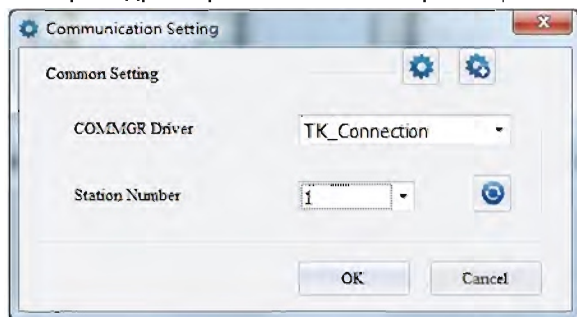 Communication Setting
Common Setting
COMMGR Driver
TK_Connection
Station Number
1
OK
Cancel